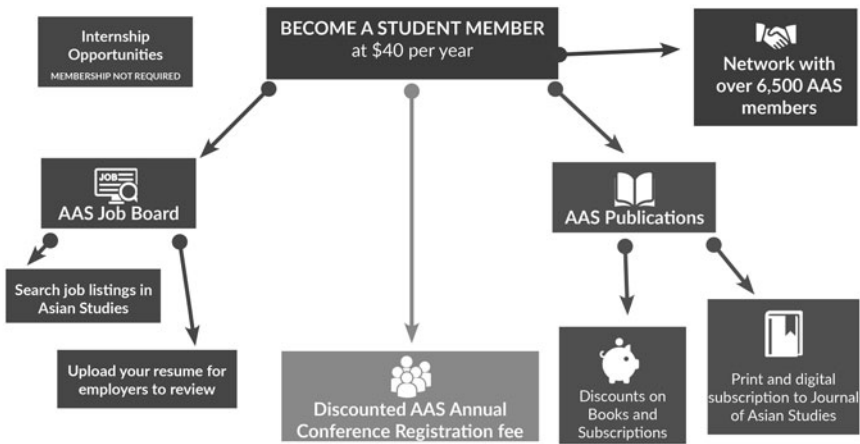 Internship
Opportunities
MEMBERSHIP NOT REQUIRED
BECOME A STUDENT MEMBER
at $40 per year
Network with
over 6,500 AAS
members
JOB
AAS Job Board
AAS Publications
Search job listings in
Asian Studies
Upload your resume for
employers to review
Discounted AAS Annual
Conference Registration fee
Discounts on
Books and
Subscriptions
Print and digital
subscription to Journal
of Asian Studies